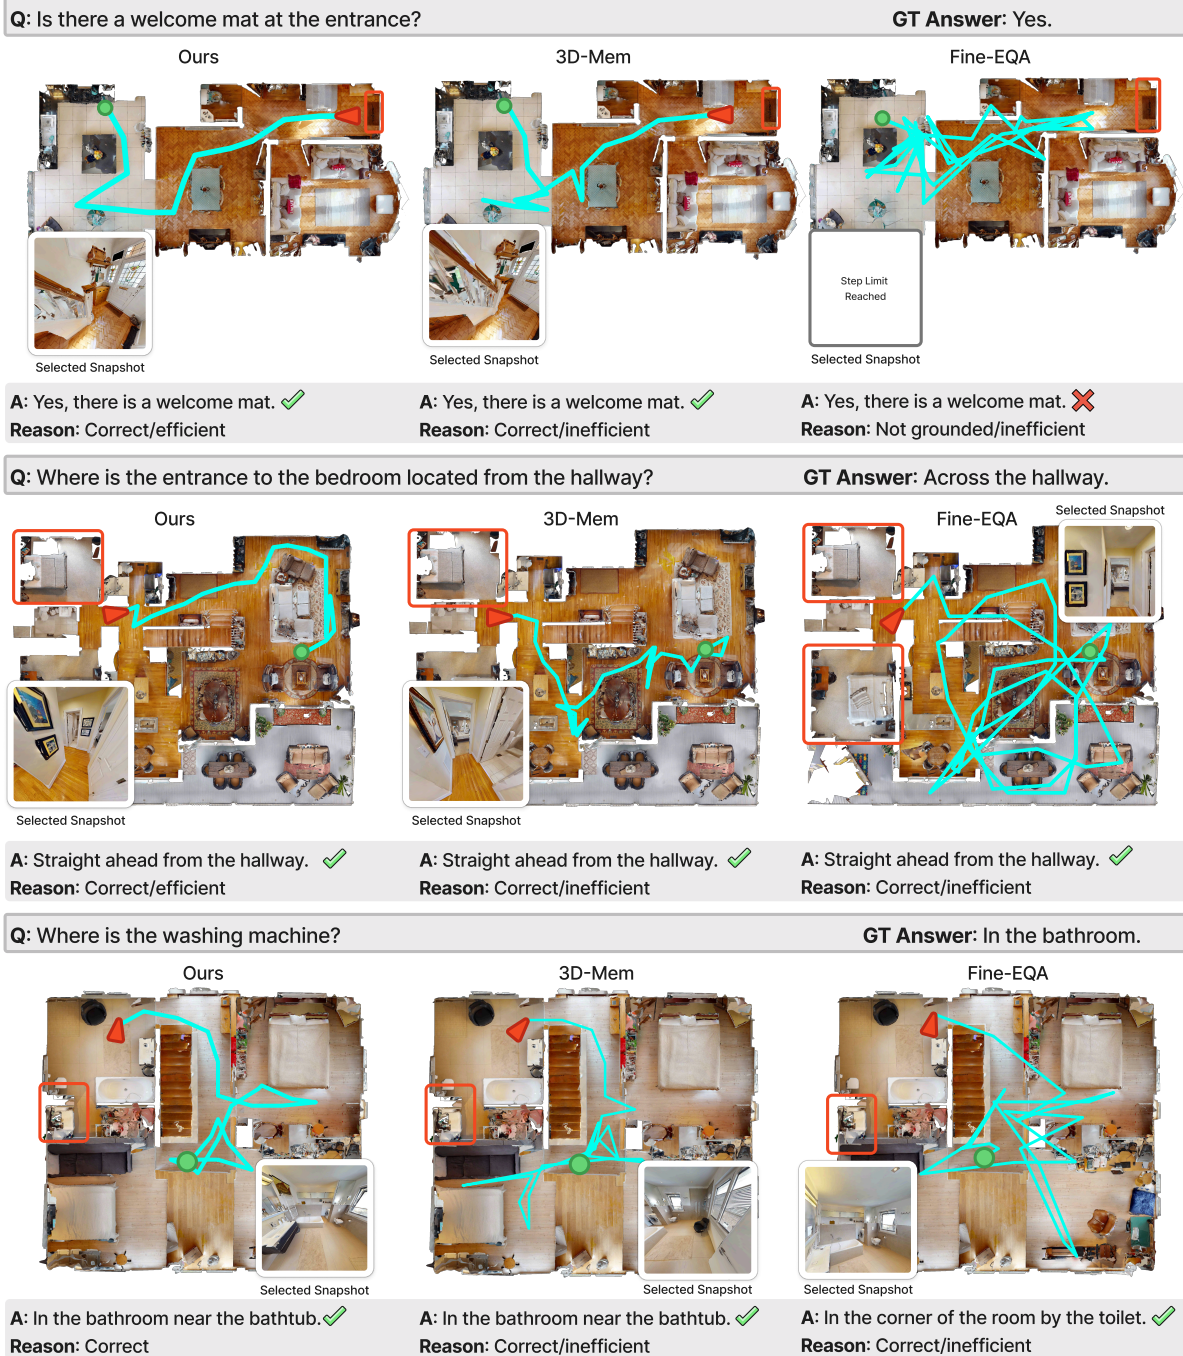 Q: Is there a welcome mat at the entrance?
GT Answer: Yes.
Ours
3D-Mem
Fine-EQA
Step Limit
Reached
Selected Snapshot
Selected Snapshot
Selected Snapshot
A: Yes, there is a welcome mat.
Reason: Correct/efficient
A: Yes, there is a welcome mat.
Reason: Correct/inefficient
A: Yes, there is a welcome mat.
Reason: Not grounded/inefficient
Q: Where is the entrance to the bedroom located from the hallway?
GT Answer: Across the hallway.
Ours
3D-Mem
Fine-EQA
Selected Snapshot
Selected Snapshot
Selected Snapshot
A: Straight ahead from the hallway.
Reason: Correct/efficient
A: Straight ahead from the hallway.
Reason: Correct/inefficient
A: Straight ahead from the hallway.
Reason: Correct/inefficient
Q: Where is the washing machine?
GT Answer: In the bathroom.
Ours
3D-Mem
Fine-EQA
Selected Snapshot
Selected Snapshot
Selected Snapshot
A: In the bathroom near the bathtub.
Reason: Correct
A: In the bathroom near the bathtub.
Reason: Correct/inefficient
A: In the corner of the room by the toilet.
Reason: Correct/inefficient